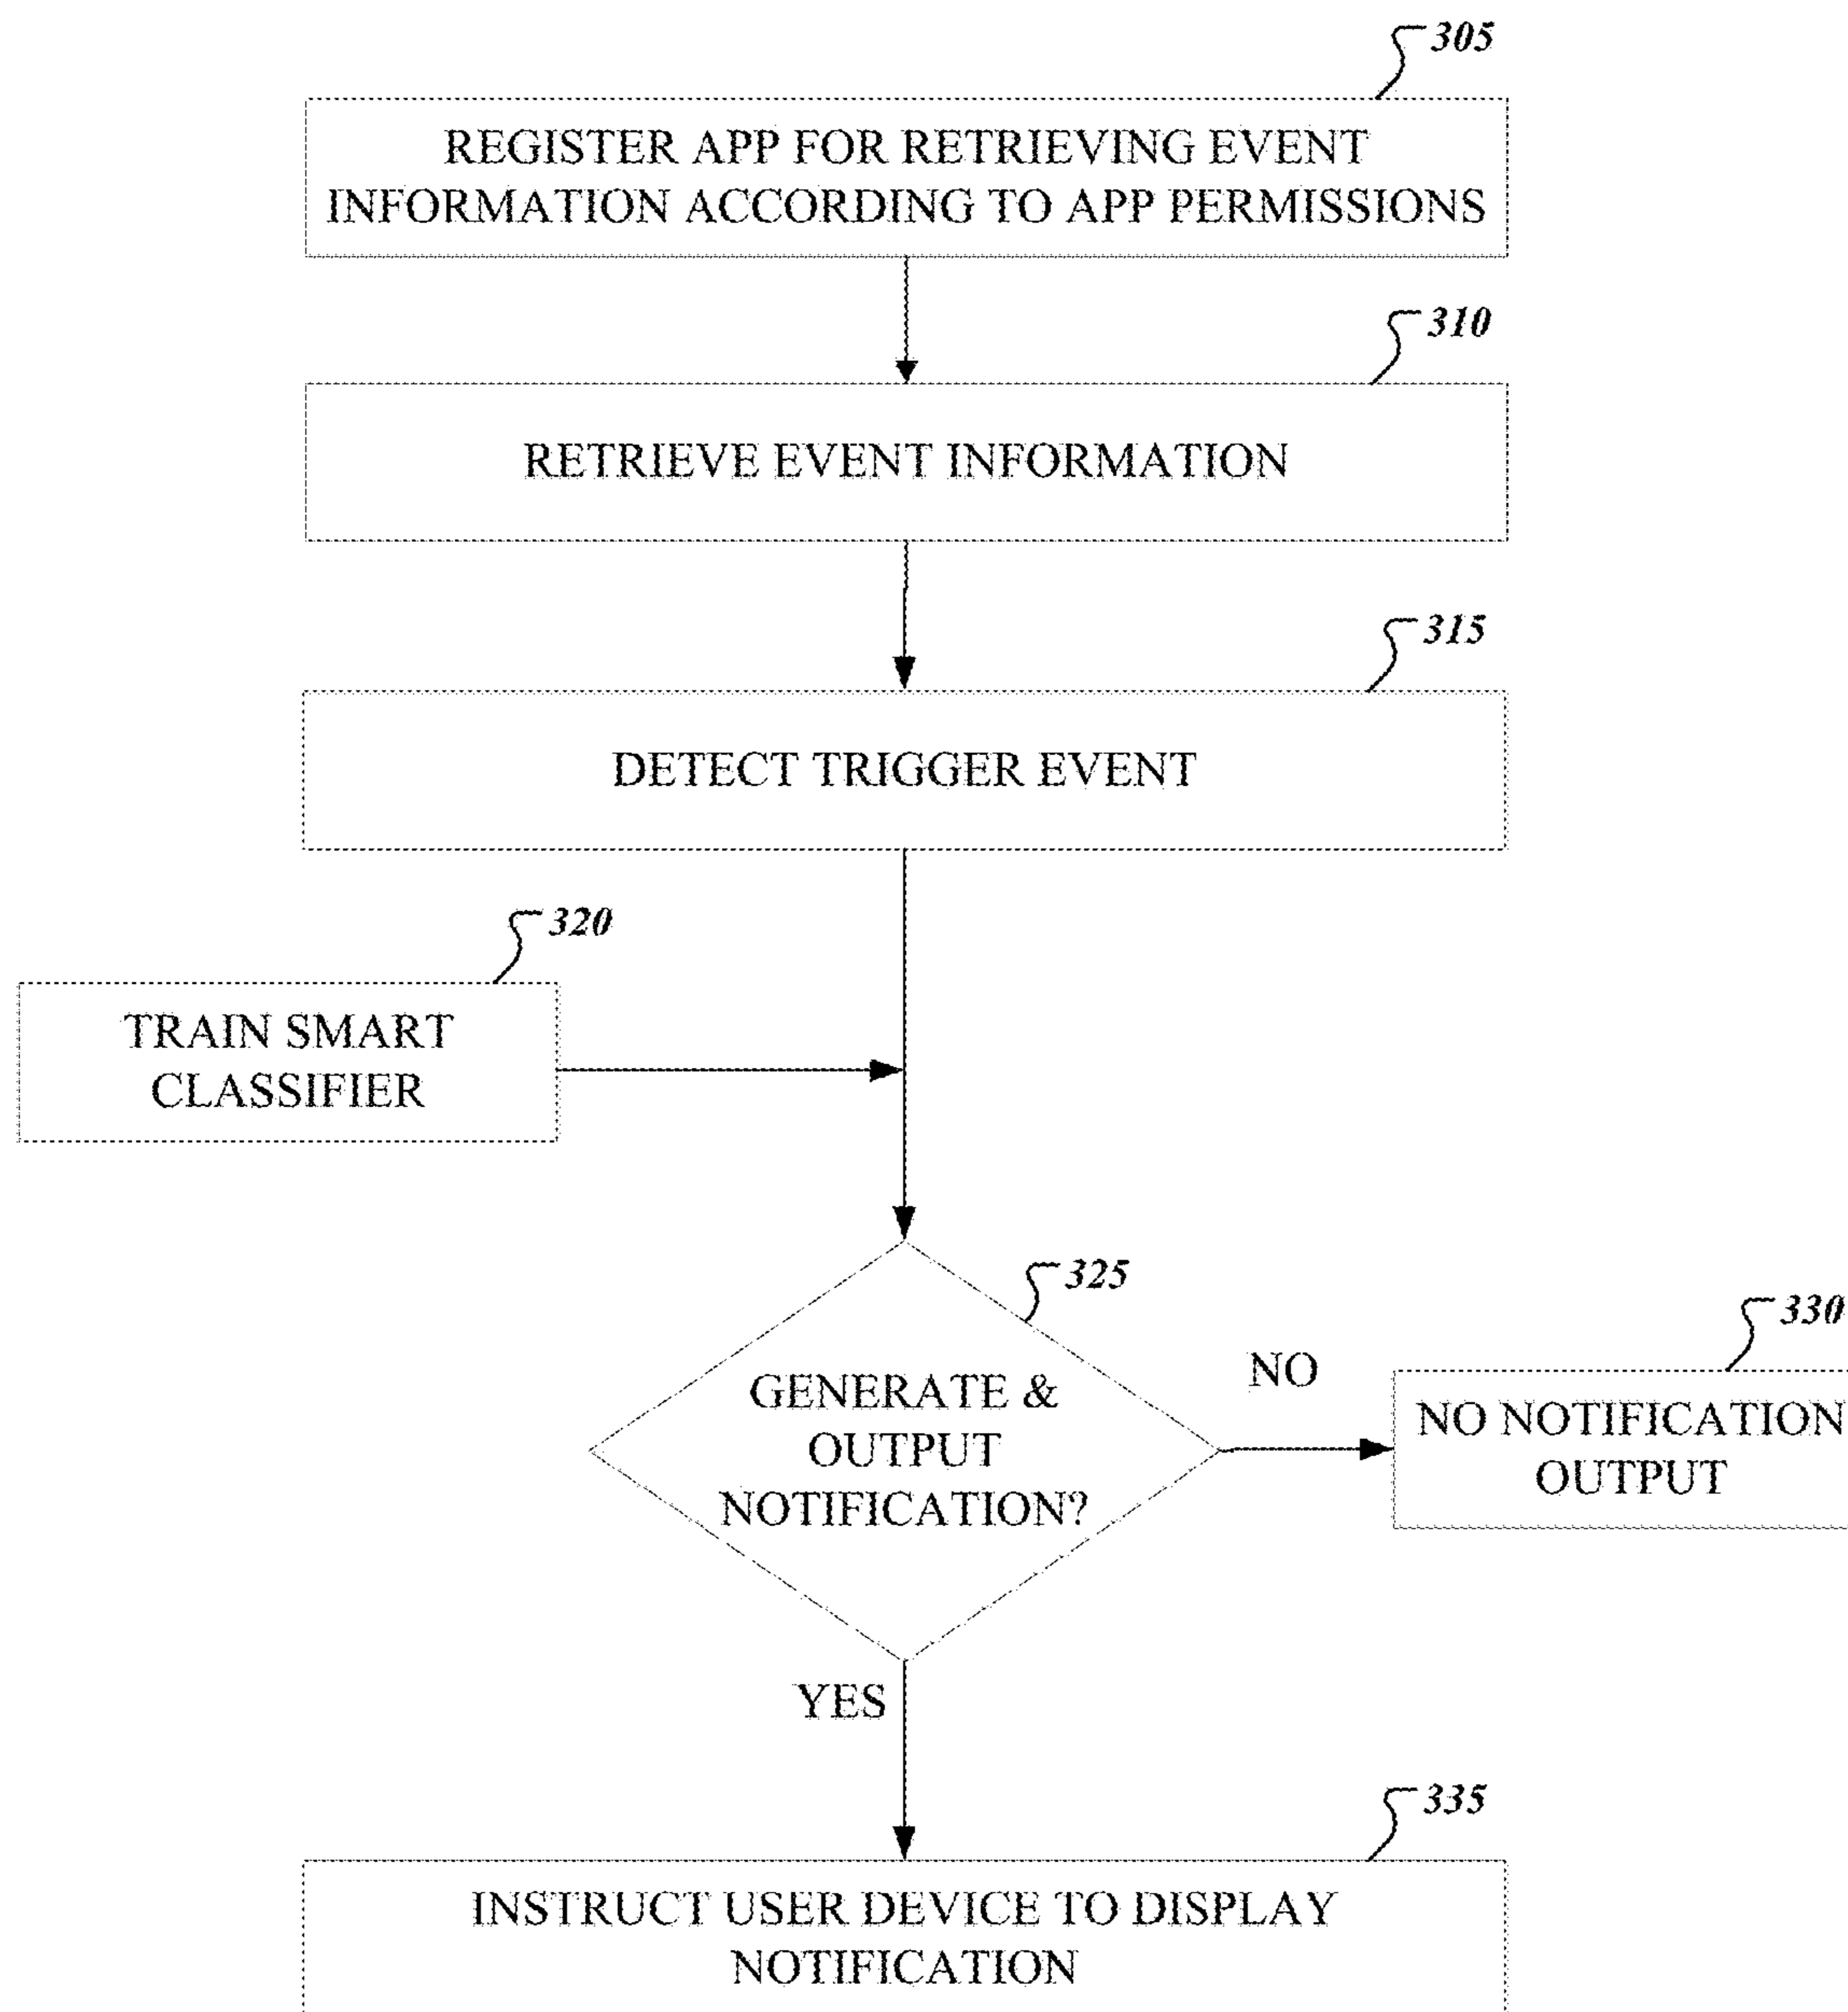 305
REGISTER APP FOR RETRIEVING EVENT
INFORMATION ACCORDING TO APP PERMISSIONS
310
RETRIEVE EVENT INFORMATION
315
DETECT TRIGGER EVENT
320
TRAIN SMART
CLASSIFIER
325
GENERATE &
OUTPUT
NOTIFICATION?
NO
330
NO NOTIFICATION
OUTPUT
YES
335
INSTRUCT USER DEVICE TO DISPLAY
NOTIFICATION